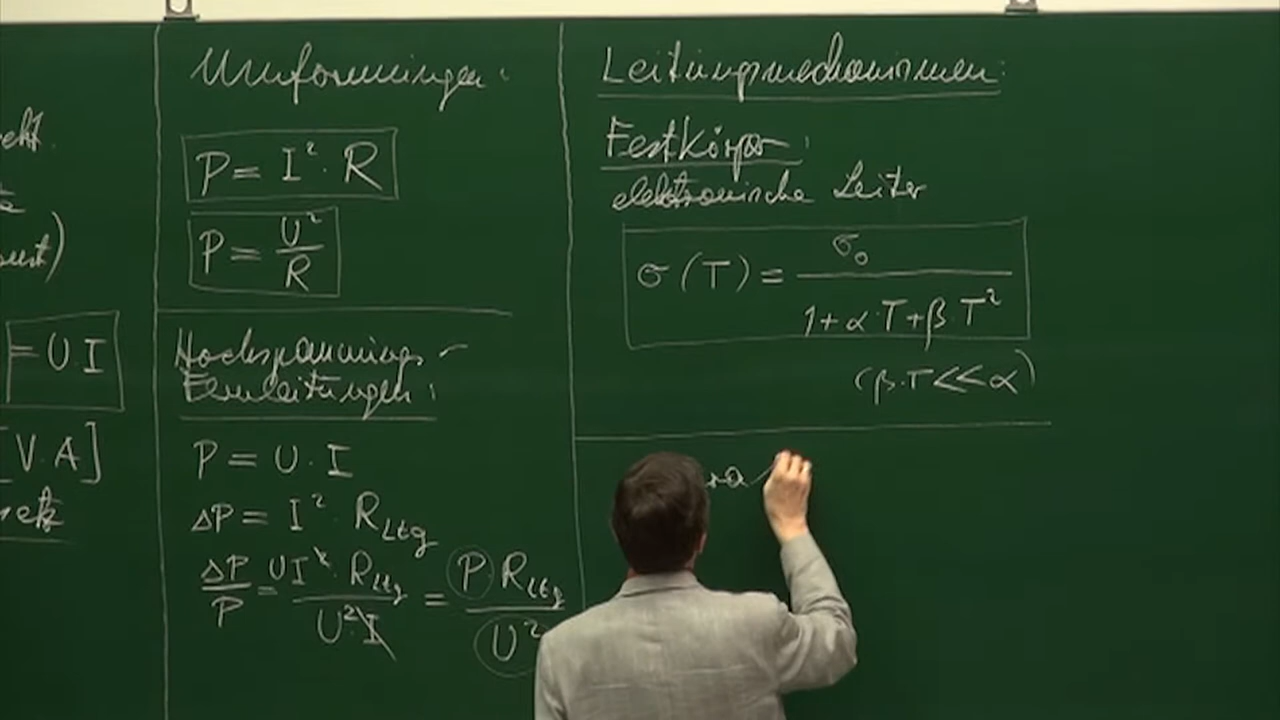 = U.I
[V.A]
Umformungen:
P = I² · R
P = U² / R
Hochspannungs-
Fernleitungen:
P = U · I
ΔP = I² · R_Ltg
ΔP / P = U I² · R_Ltg / U² · I = P · R_Ltg / U²
Leitungsmechanismen:
Festkörper:
elektronische Leiter
σ(T) = σ₀ / 1+α·T+β·T²
(β·T << α)